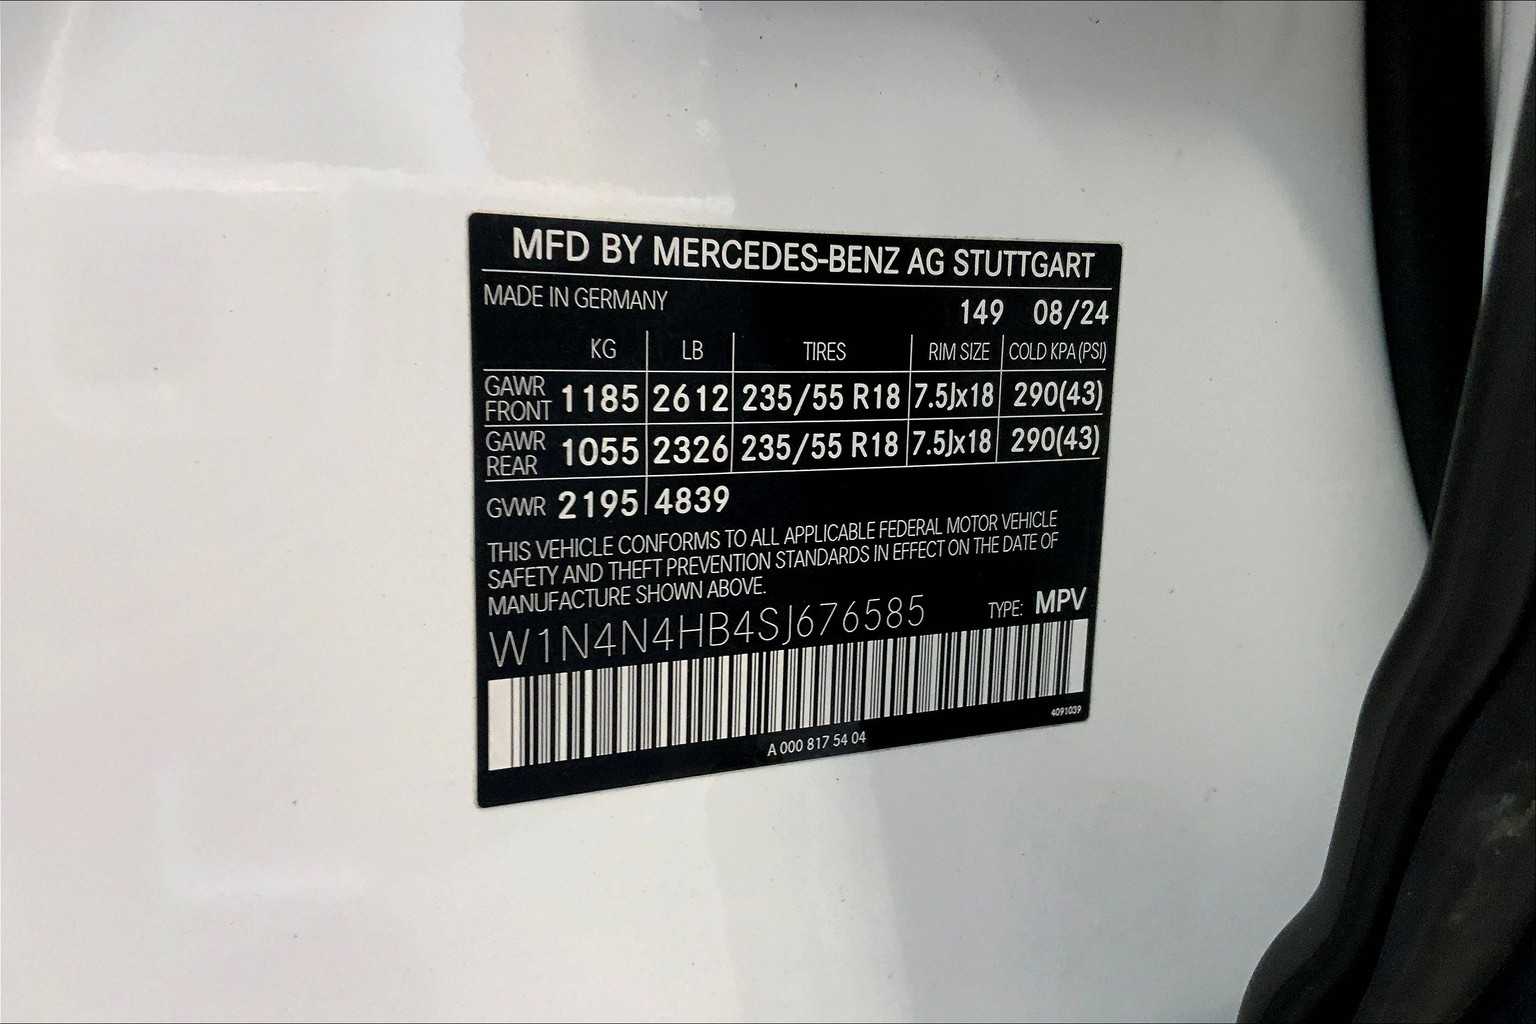 MFD BY MERCEDES-BENZ AG STUTTGART
MADE IN GERMANY
149 08/24
KG LB TIRES RIM SIZE COLD KPA (PSI)
GAWR FRONT 1185 2612 235/55 R18 7.5Jx18 290(43)
GAWR REAR 1055 2326 235/55 R18 7.5Jx18 290(43)
GVWR 2195 4839
THIS VEHICLE CONFORMS TO ALL APPLICABLE FEDERAL MOTOR VEHICLE
SAFETY AND THEFT PREVENTION STANDARDS IN EFFECT ON THE DATE OF
MANUFACTURE SHOWN ABOVE.
W1N4N4HB4SJ676585 TYPE: MPV
4091039
A 000 817 54 04